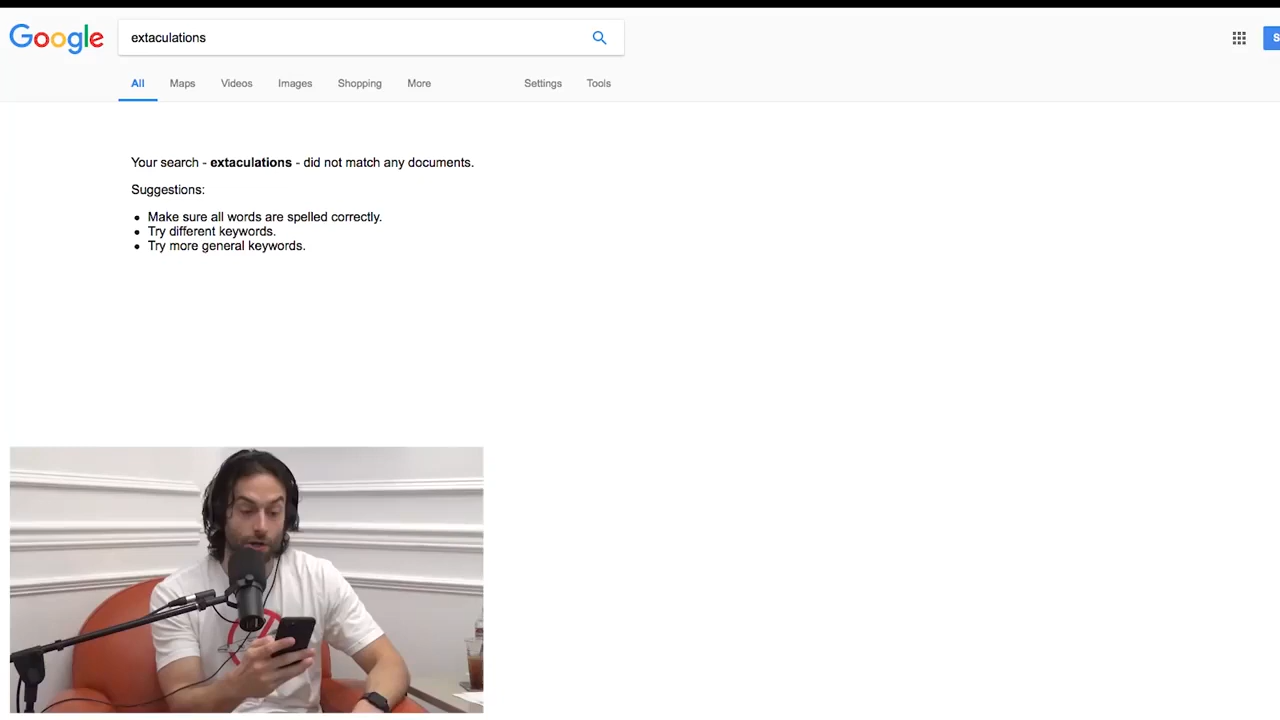 Google
extaculations
All Maps Videos Images Shopping More Settings Tools
Your search - extaculations - did not match any documents.
Suggestions:
Make sure all words are spelled correctly.
Try different keywords.
Try more general keywords.